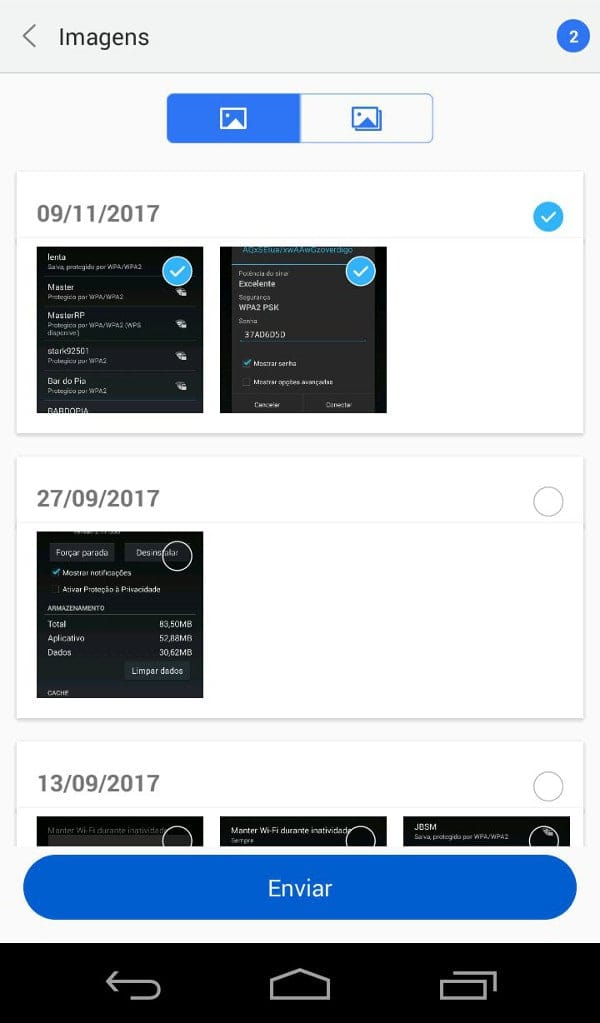 Imagens
2
09/11/2017
lenta
Salva, protegido por WPA/WPA2
Master
Protegido por WPA/WPA2
MasterRP
Protegido por WPA/WPA2 (WPS
disponível)
stark92501
Protegido por WPA2
Bar do Pia
Protegido por WPA2
BARDOPIA
Potência do sinal
Excelente
Segurança
WPA2 PSK
Senha
37AD6D5D
Mostrar senha
Mostrar opções avançadas
Cancelar
Conectar
27/09/2017
Forçar parada
Desinstalar
Mostrar notificações
Ativar Proteção à Privacidade
ARMAZENAMENTO
Total 83,50MB
Aplicativo 52,88MB
Dados 30,62MB
Limpar dados
CACHE
13/09/2017
Manter Wi-Fi durante inatividade
Manter Wi-Fi durante inatividade
Sempre
JBSM
Salva, protegido por WPA/WPA2
Enviar